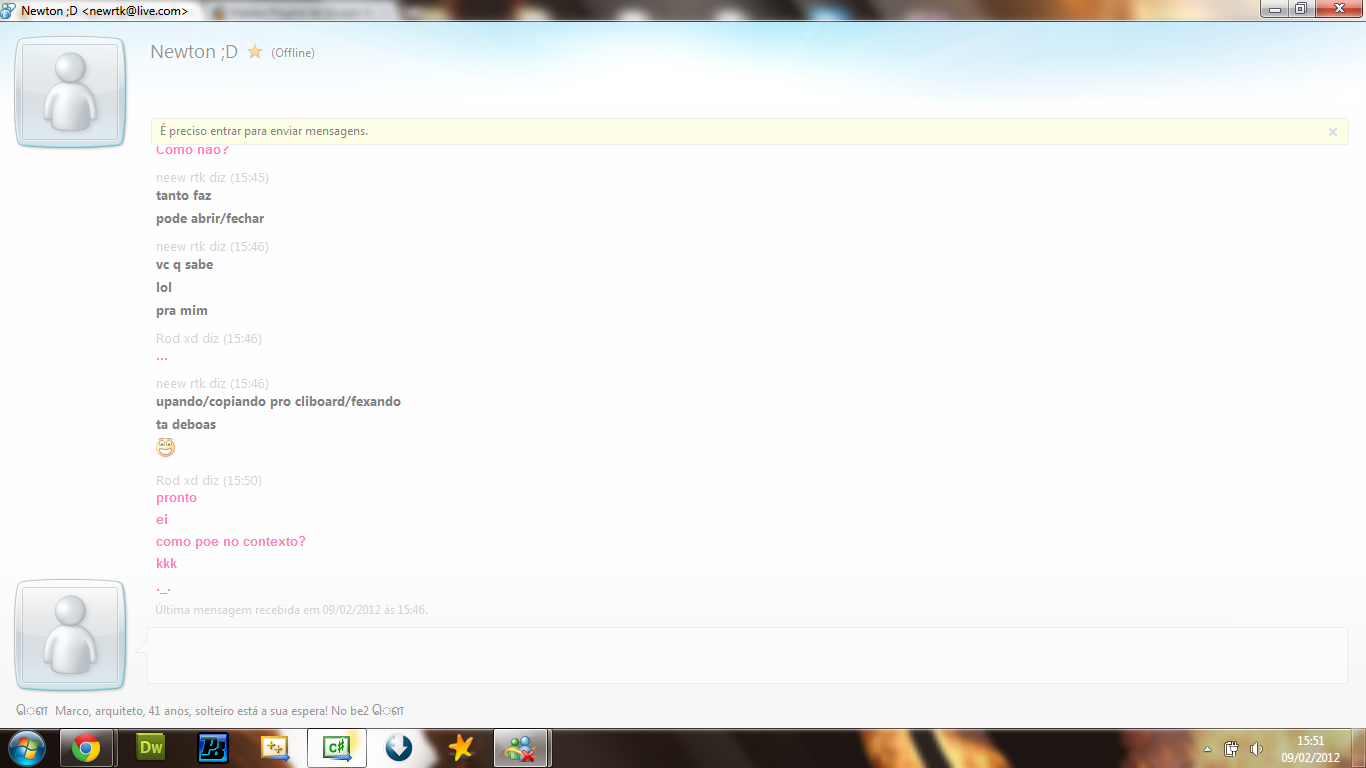 Newton ;D <newrtk@live.com>
Newton ;D (Offline)
É preciso entrar para enviar mensagens.
Como não?
neew rtk diz (15:45)
tanto faz
pode abrir/fechar
neew rtk diz (15:46)
vc q sabe
lol
pra mim
Rod xd diz (15:46)
...
neew rtk diz (15:46)
upando/copiando pro cliboard/fexando
ta deboas
Rod xd diz (15:50)
pronto
ei
como poe no contexto?
kkk
._.
Última mensagem recebida em 09/02/2012 às 15:46.
Marco, arquiteto, 41 anos, solteiro está a sua espera! No be2
Dw
C#
15:51
09/02/2012